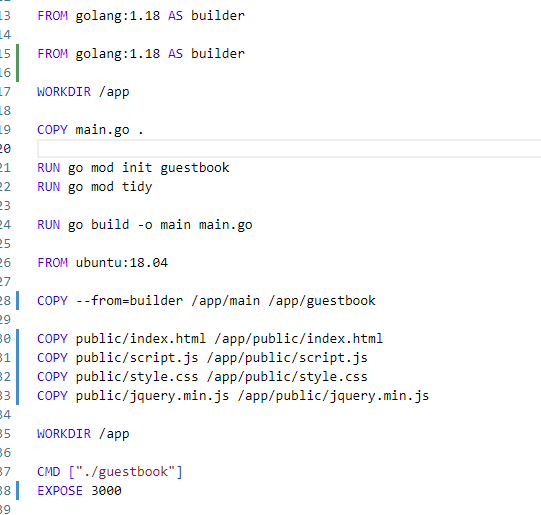 13 FROM golang:1.18 AS builder
14
15 FROM golang:1.18 AS builder
16
17 WORKDIR /app
18
19 COPY main.go .
20
21 RUN go mod init guestbook
22 RUN go mod tidy
23
24 RUN go build -o main main.go
25
26 FROM ubuntu:18.04
27
28 COPY --from=builder /app/main /app/guestbook
29
30 COPY public/index.html /app/public/index.html
31 COPY public/script.js /app/public/script.js
32 COPY public/style.css /app/public/style.css
33 COPY public/jquery.min.js /app/public/jquery.min.js
34
35 WORKDIR /app
36
37 CMD ["./guestbook"]
38 EXPOSE 3000
39